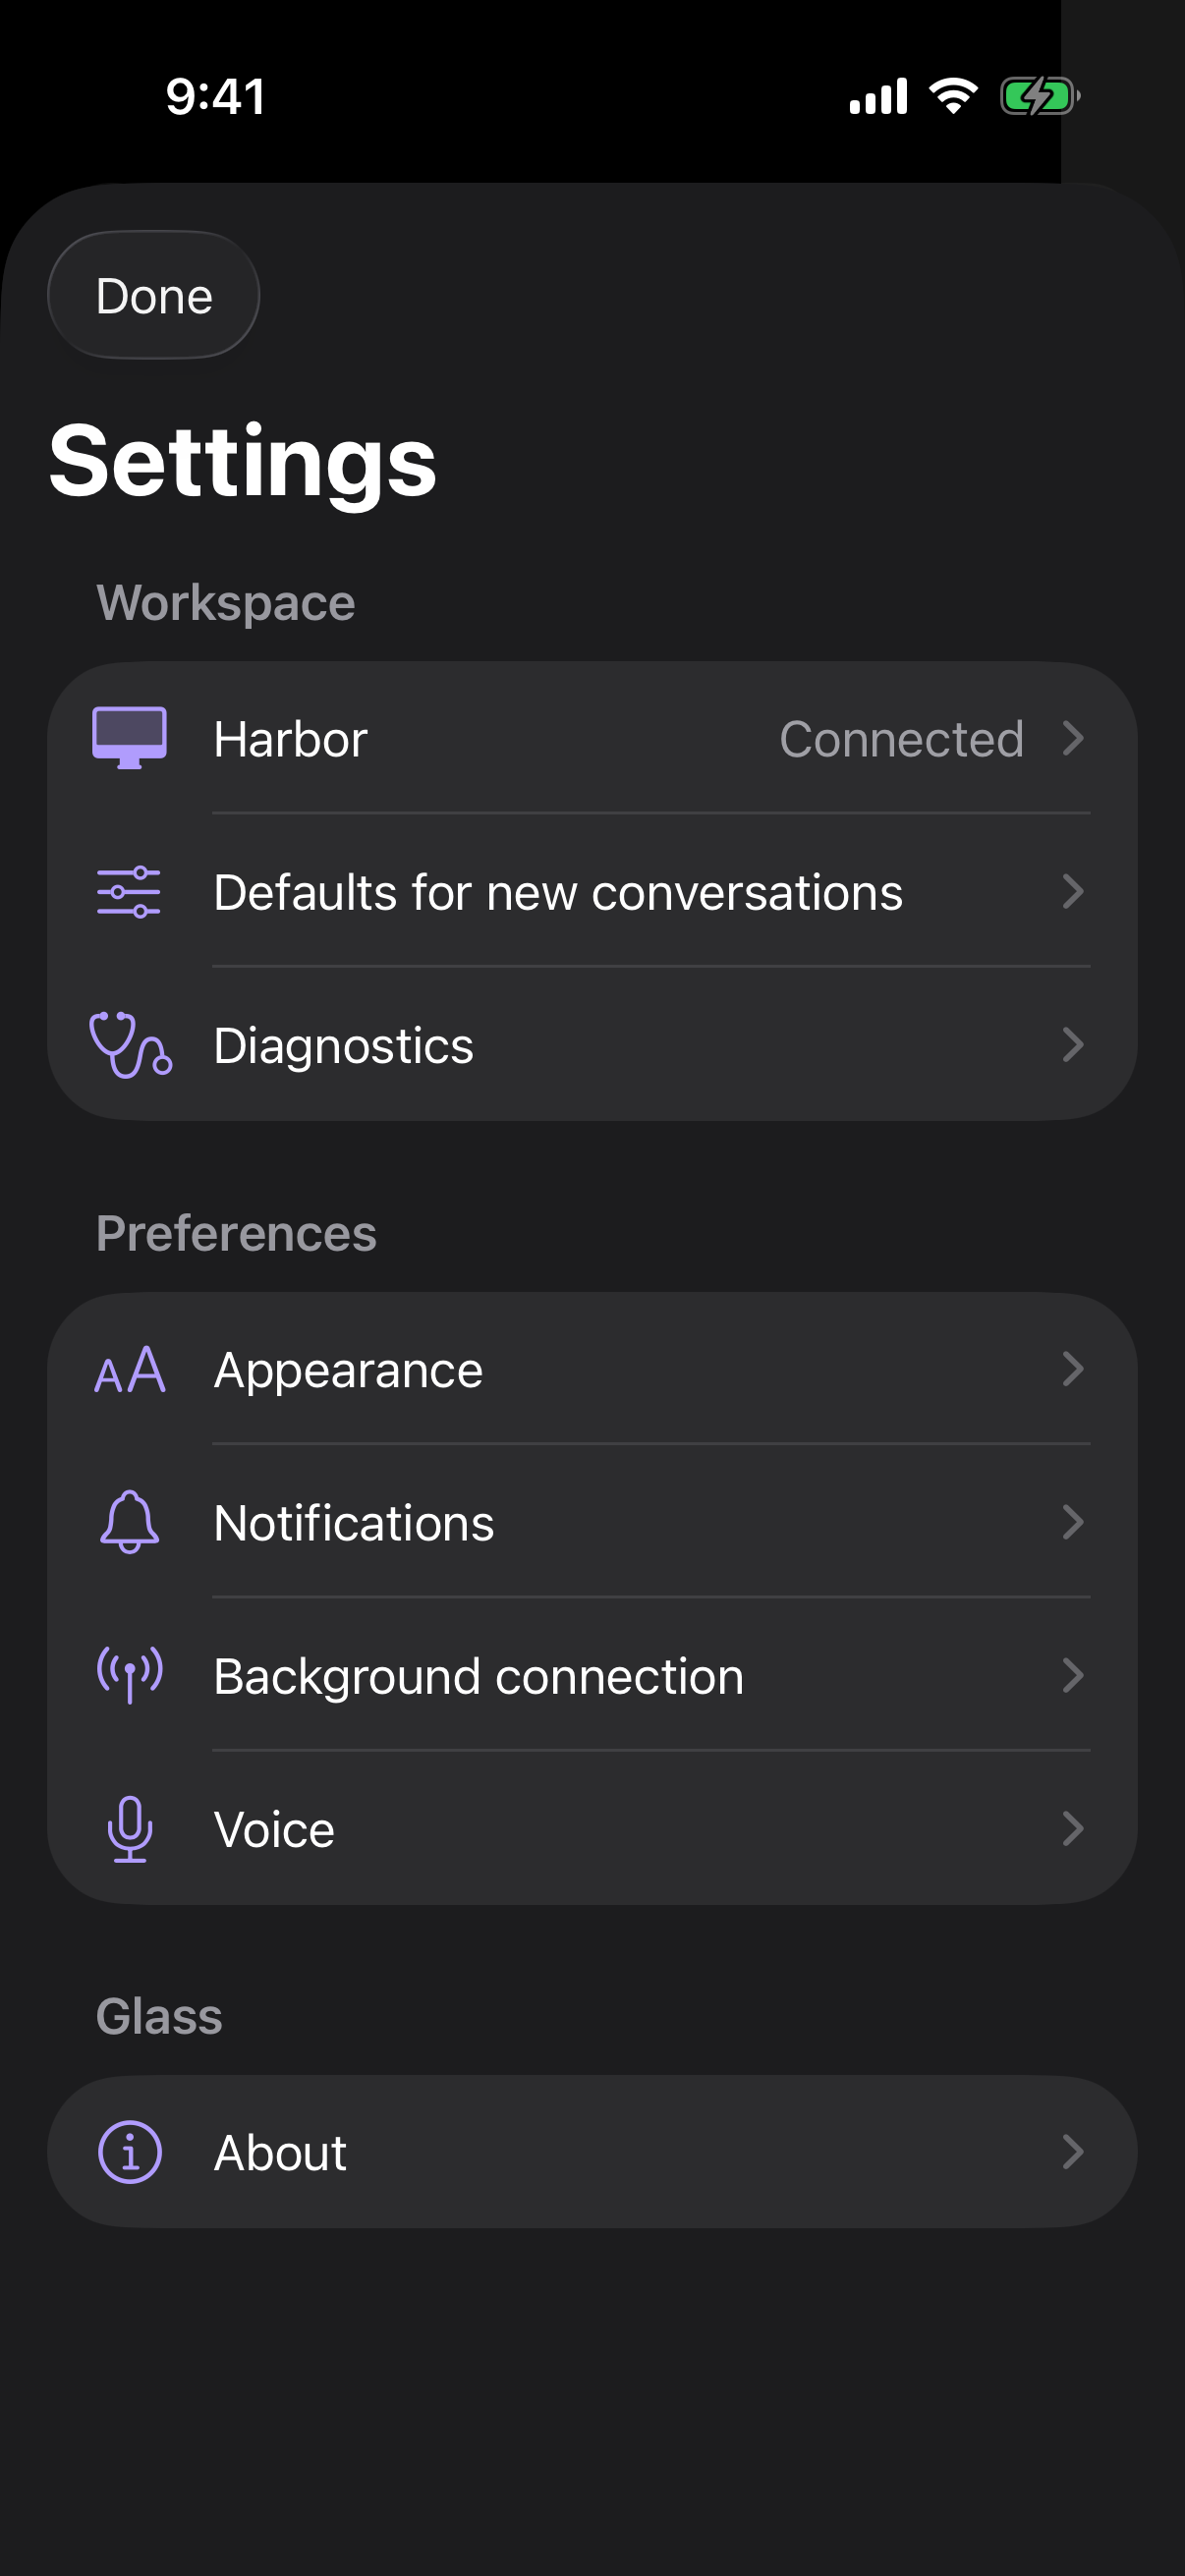 9:41
Done
Settings
Workspace
Harbor Connected
Defaults for new conversations
Diagnostics
Preferences
Appearance
Notifications
Background connection
Voice
Glass
About